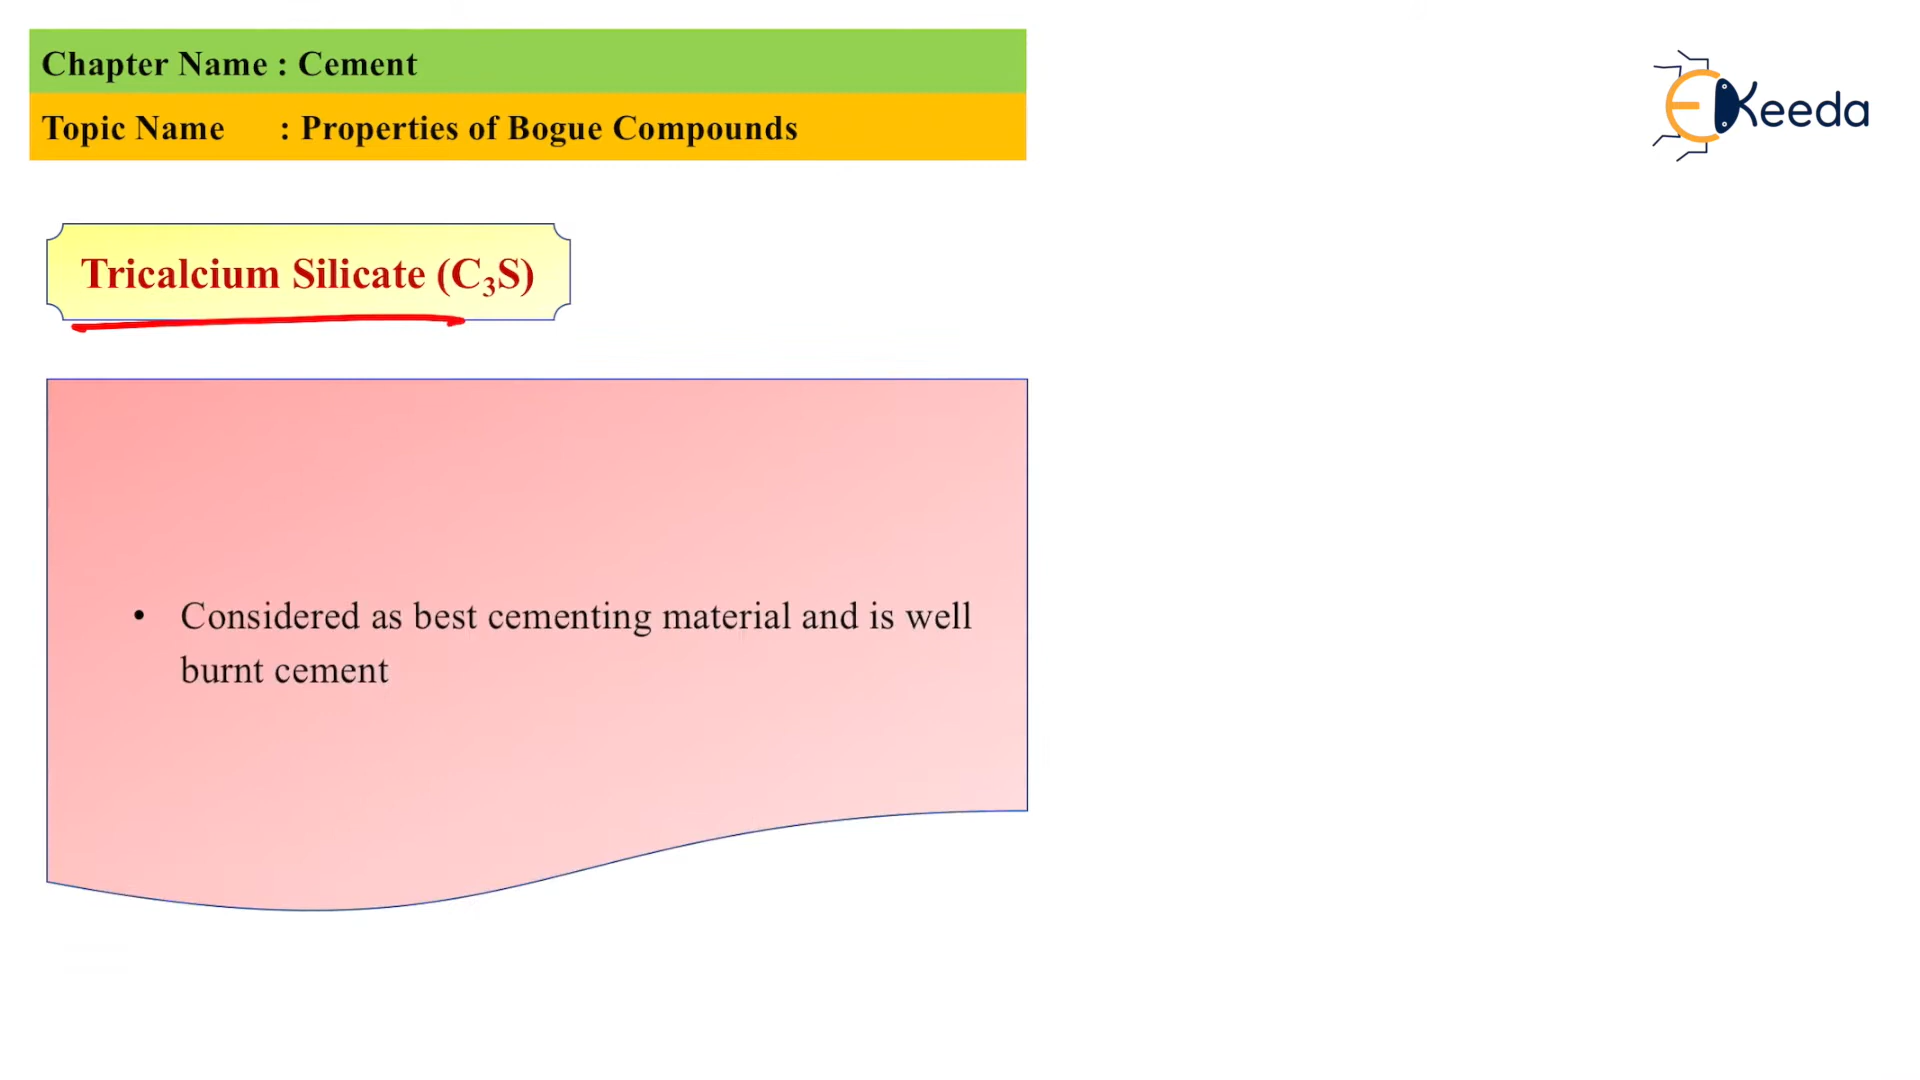 Chapter Name : Cement
Topic Name : Properties of Bogue Compounds
EKeeda
Tricalcium Silicate (C₃S)
• Considered as best cementing material and is well
burnt cement